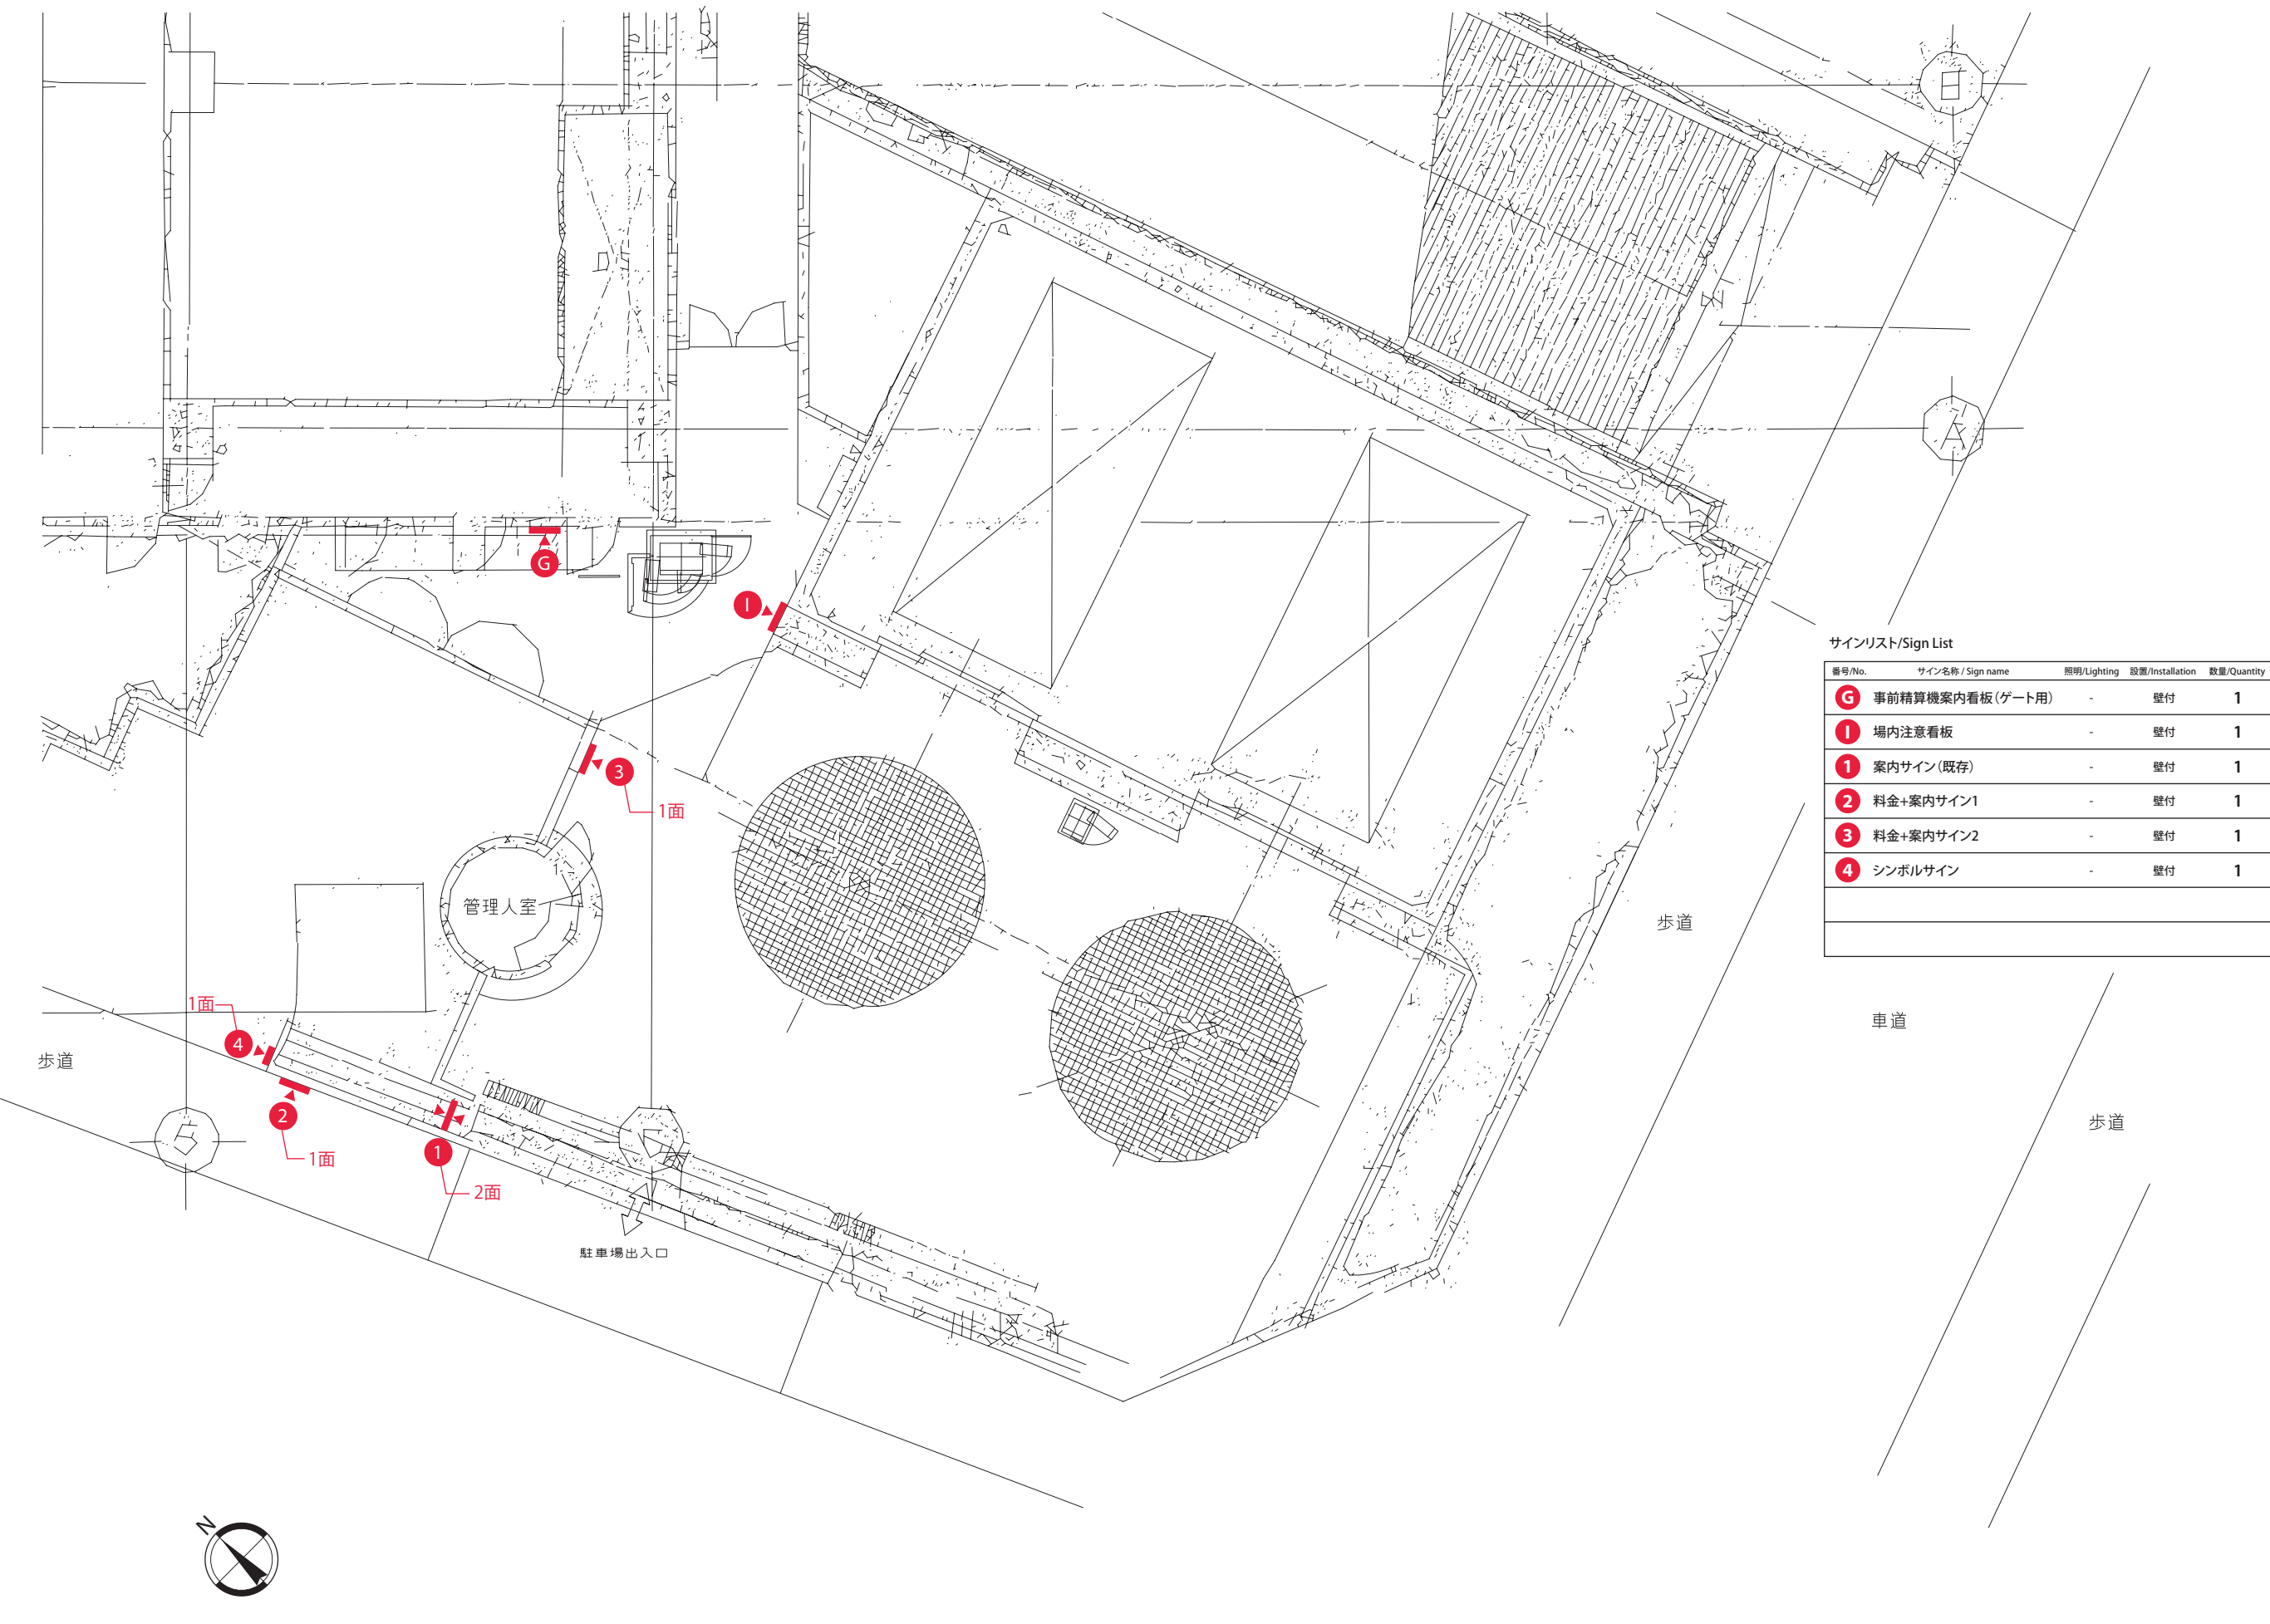 サインリスト/Sign List
番号/No. サイン名称 / Sign name 照明/Lighting 設置/Installation 数量/Quantity
G 事前精算機案内看板(ゲート用) - 壁付 1
I 場内注意看板 - 壁付 1
1 案内サイン(既存) - 壁付 1
2 料金+案内サイン1 - 壁付 1
3 料金+案内サイン2 - 壁付 1
4 シンボルサイン - 壁付 1
G
I
3
1面
管理人室
1面
4
歩道
2
1面
1
2面
駐車場出入口
歩道
車道
歩道
N